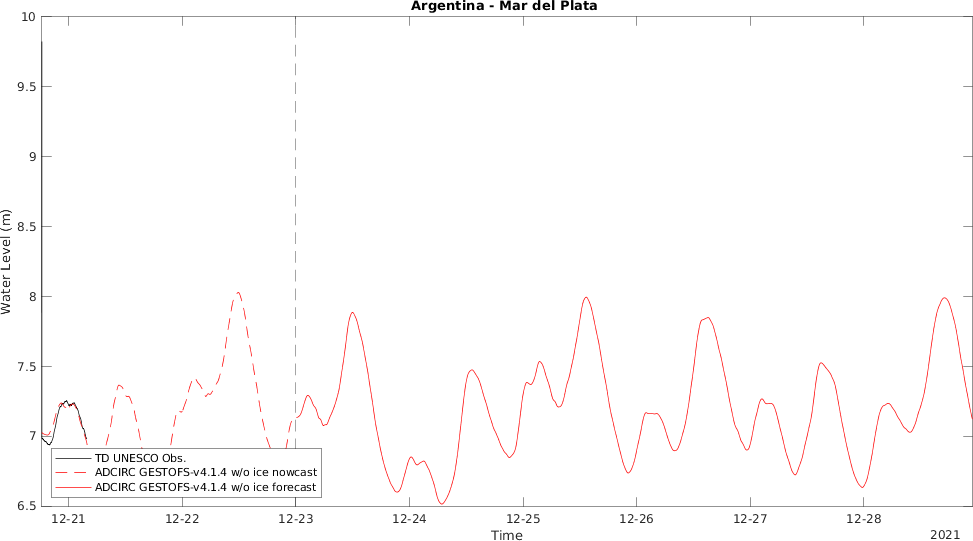 Argentina - Mar del Plata
Water Level (m)
10
9.5
9
8.5
8
7.5
7
6.5
TD UNESCO Obs.
ADCIRC GESTOFS-v4.1.4 w/o ice nowcast
ADCIRC GESTOFS-v4.1.4 w/o ice forecast
12-21 12-22 12-23 12-24 12-25 12-26 12-27 12-28
Time
2021